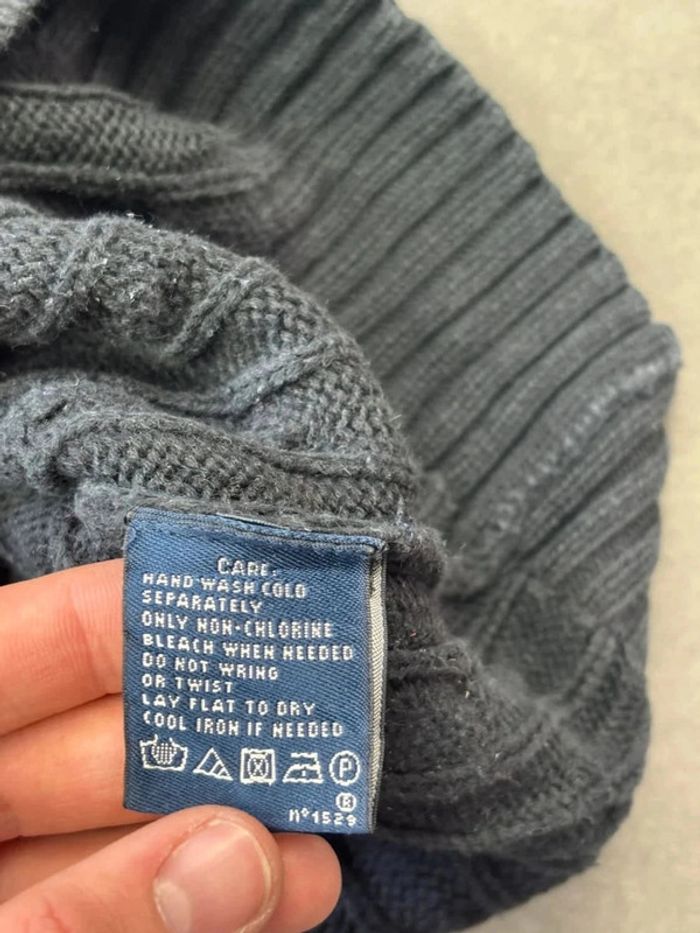 CARE:
HAND WASH COLD
SEPARATELY
ONLY NON-CHLORINE
BLEACH WHEN NEEDED
DO NOT WRING
OR TWIST
LAY FLAT TO DRY
COOL IRON IF NEEDED
P
R
nº1529